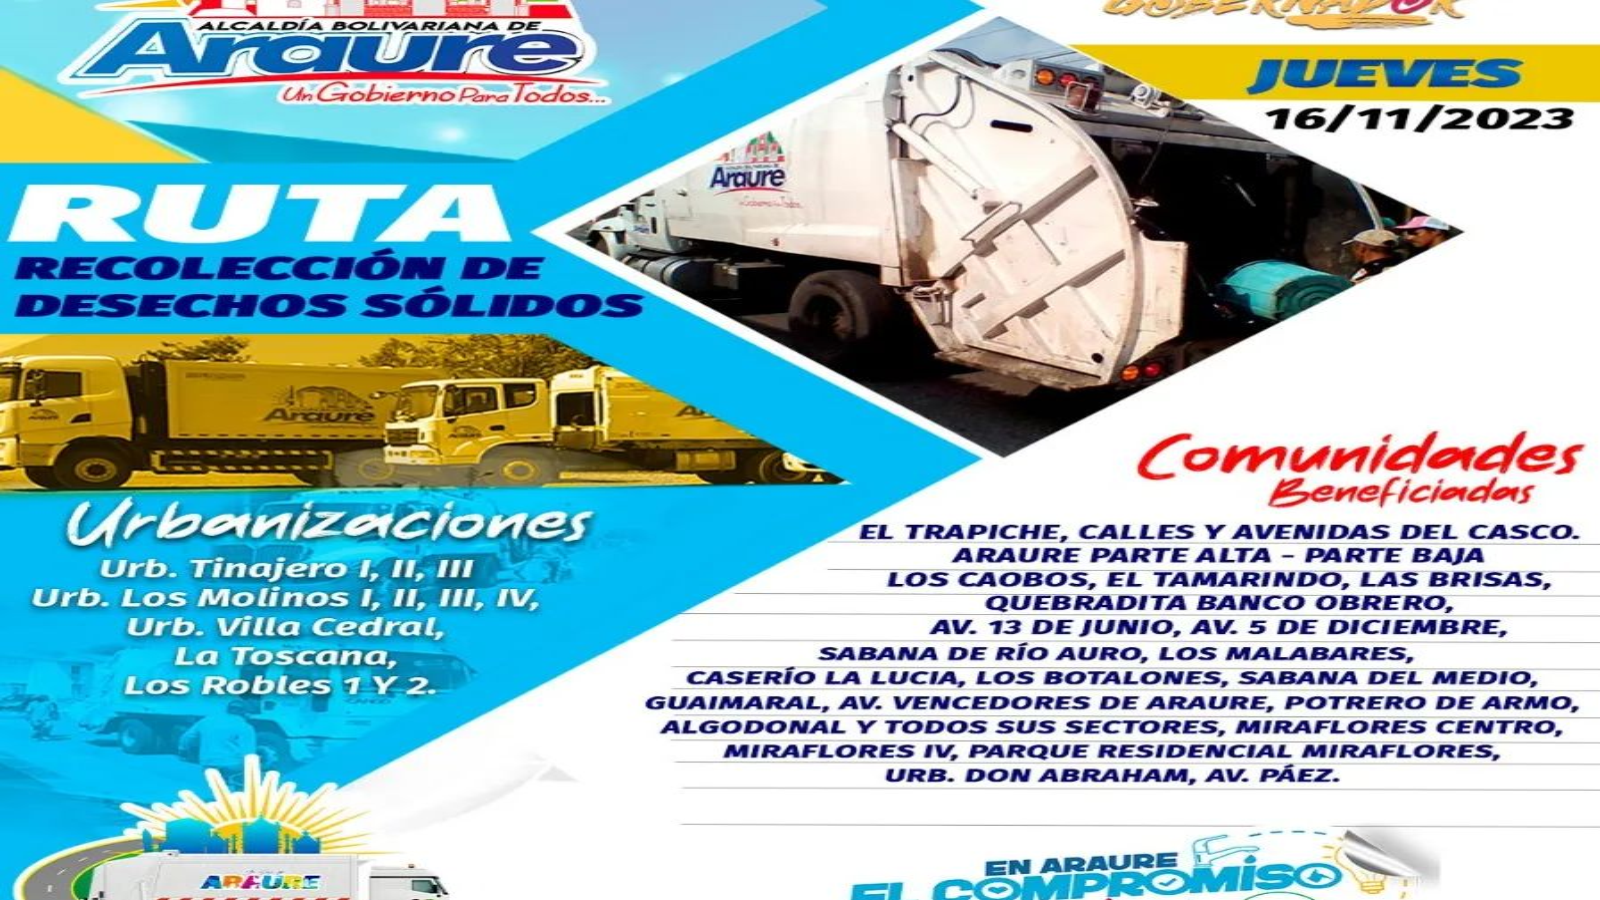 ALCALDÍA BOLIVARIANA DE
Araure
Un Gobierno Para Todos...
GOBERNADOR
JUEVES
16/11/2023
RUTA
RECOLECCIÓN DE
DESECHOS SÓLIDOS
Araure
Araure
Urbanizaciones
Urb. Tinajero I, II, III
Urb. Los Molinos I, II, III, IV,
Urb. Villa Cedral,
La Toscana,
Los Robles 1 Y 2.
Comunidades
Beneficiadas
EL TRAPICHE, CALLES Y AVENIDAS DEL CASCO.
ARAURE PARTE ALTA - PARTE BAJA
LOS CAOBOS, EL TAMARINDO, LAS BRISAS,
QUEBRADITA BANCO OBRERO,
AV. 13 DE JUNIO, AV. 5 DE DICIEMBRE,
SABANA DE RÍO AURO, LOS MALABARES,
CASERÍO LA LUCIA, LOS BOTALONES, SABANA DEL MEDIO,
GUAIMARAL, AV. VENCEDORES DE ARAURE, POTRERO DE ARMO,
ALGODONAL Y TODOS SUS SECTORES, MIRAFLORES CENTRO,
MIRAFLORES IV, PARQUE RESIDENCIAL MIRAFLORES,
URB. DON ABRAHAM, AV. PÁEZ.
ARAURE
EN ARAURE
EL COMPROMISO